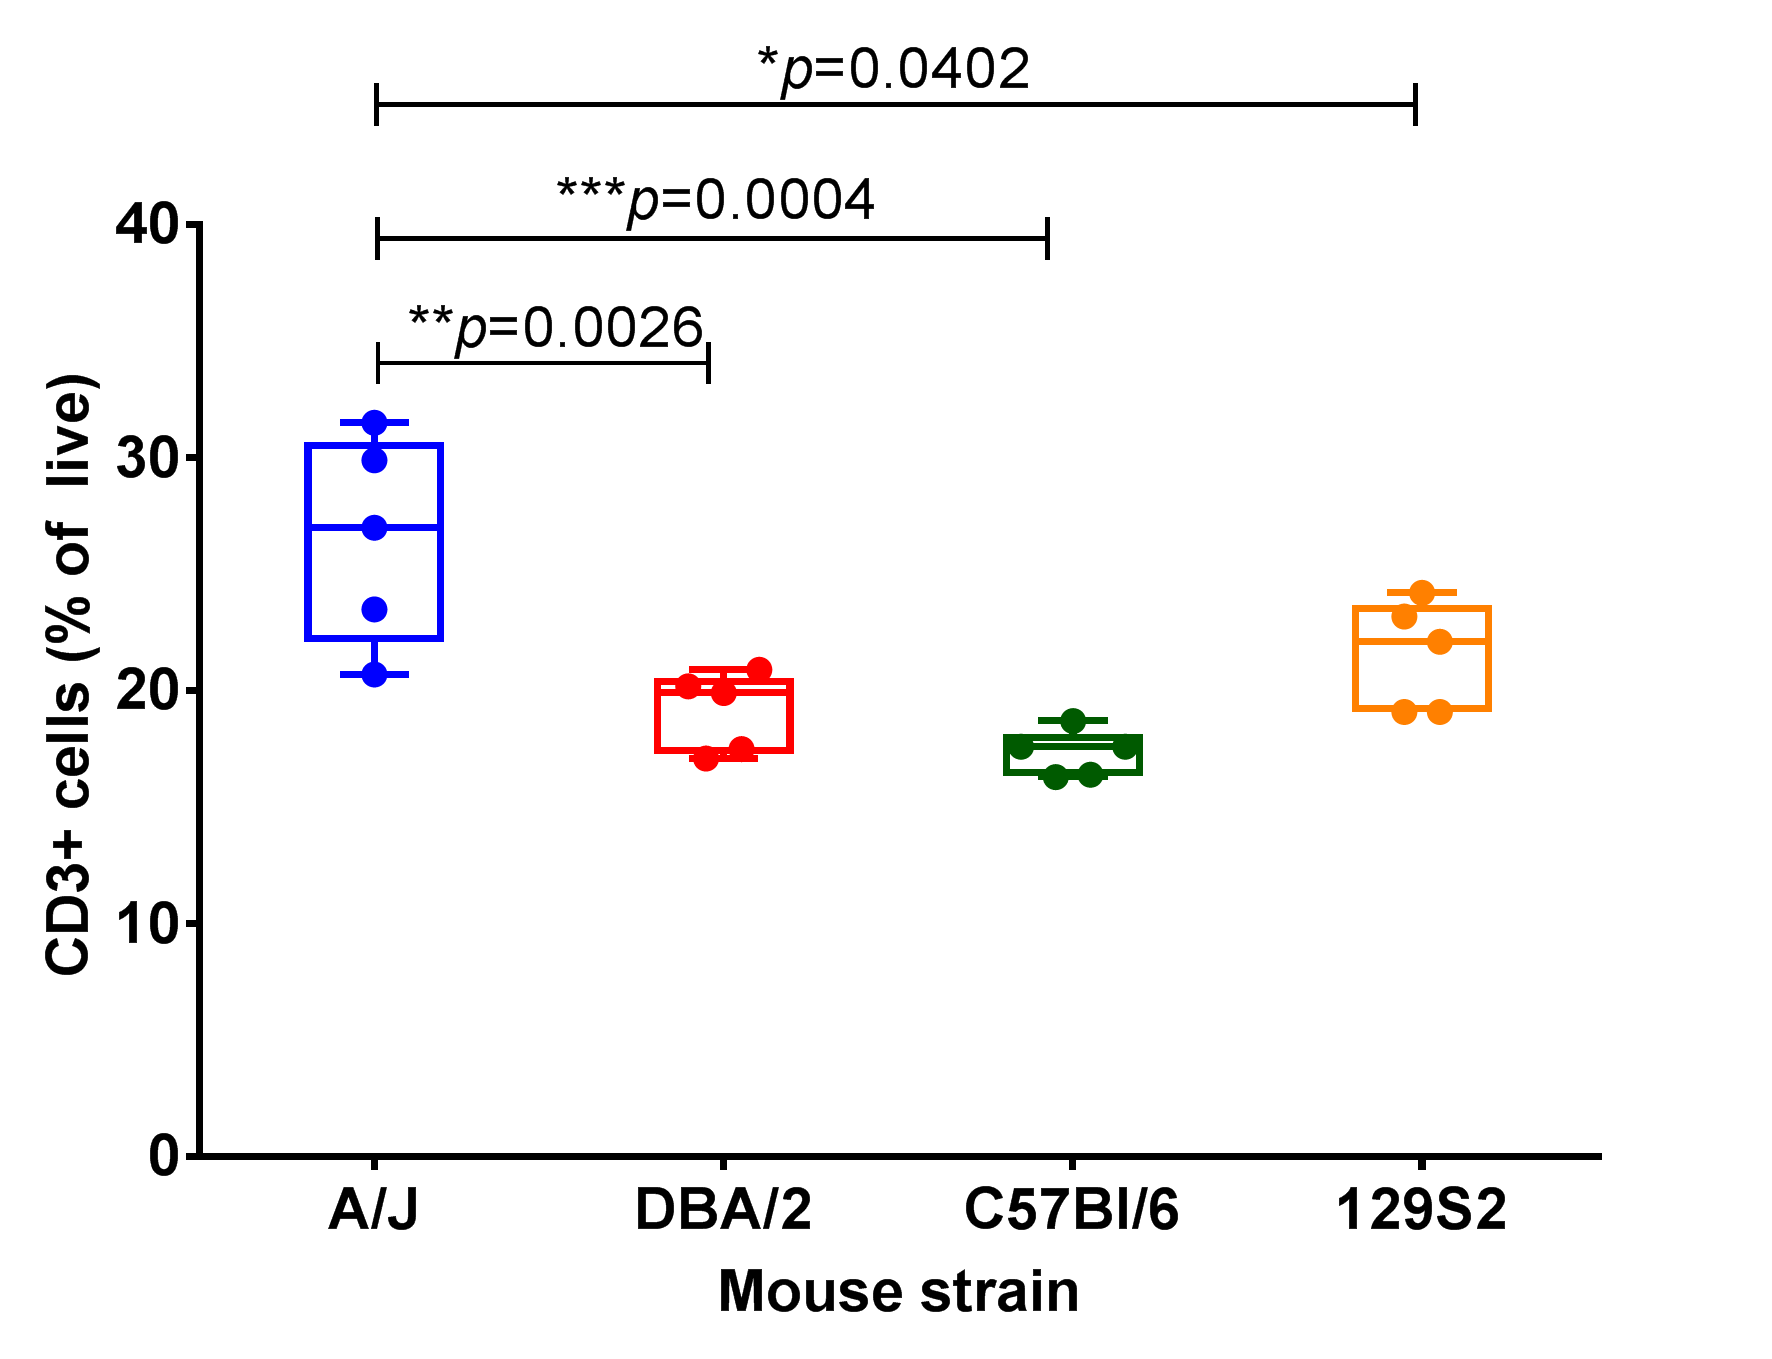 *p=0.0402
***p=0.0004
**p=0.0026
40
30
20
10
0
CD3+ cells (% of live)
A/J DBA/2 C57Bl/6 129S2
Mouse strain